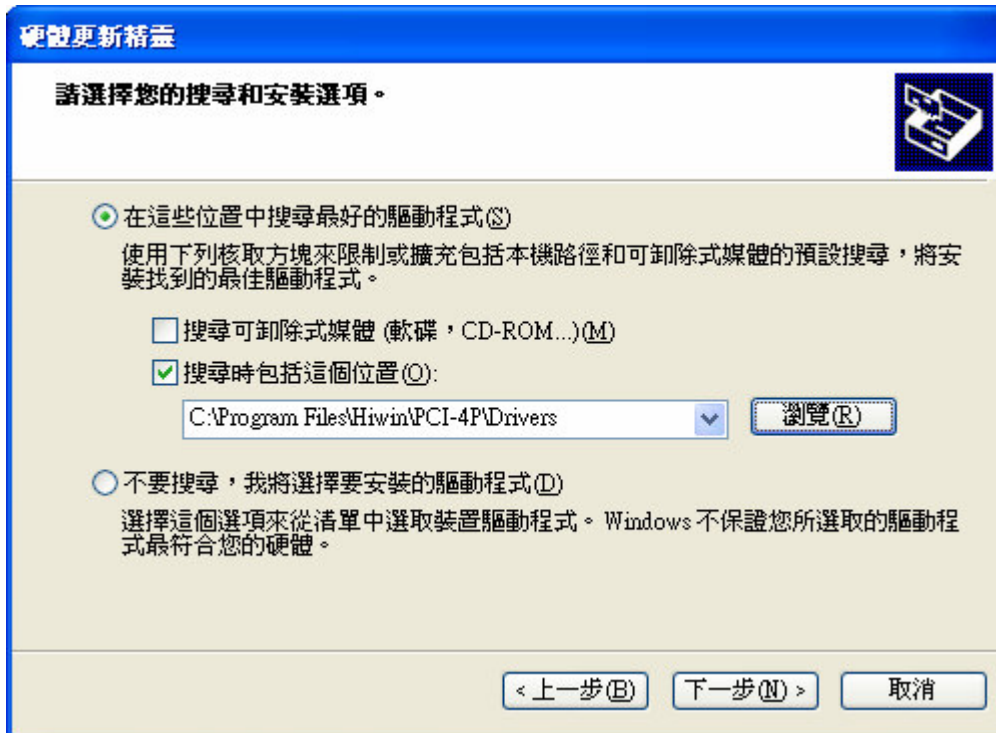 硬體更新精靈
請選擇您的搜尋和安裝選項。
在這些位置中搜尋最好的驅動程式(S)
使用下列核取方塊來限制或擴充包括本機路徑和可卸除式媒體的預設搜尋，將安
裝找到的最佳驅動程式。
搜尋可卸除式媒體 (軟碟，CD-ROM...)(M)
搜尋時包括這個位置(O):
C:\Program Files\Hiwin\PCI-4P\Drivers
瀏覽(R)
不要搜尋，我將選擇要安裝的驅動程式(D)
選擇這個選項來從清單中選取裝置驅動程式。Windows 不保證您所選取的驅動程
式最符合您的硬體。
< 上一步(B)
下一步(N) >
取消